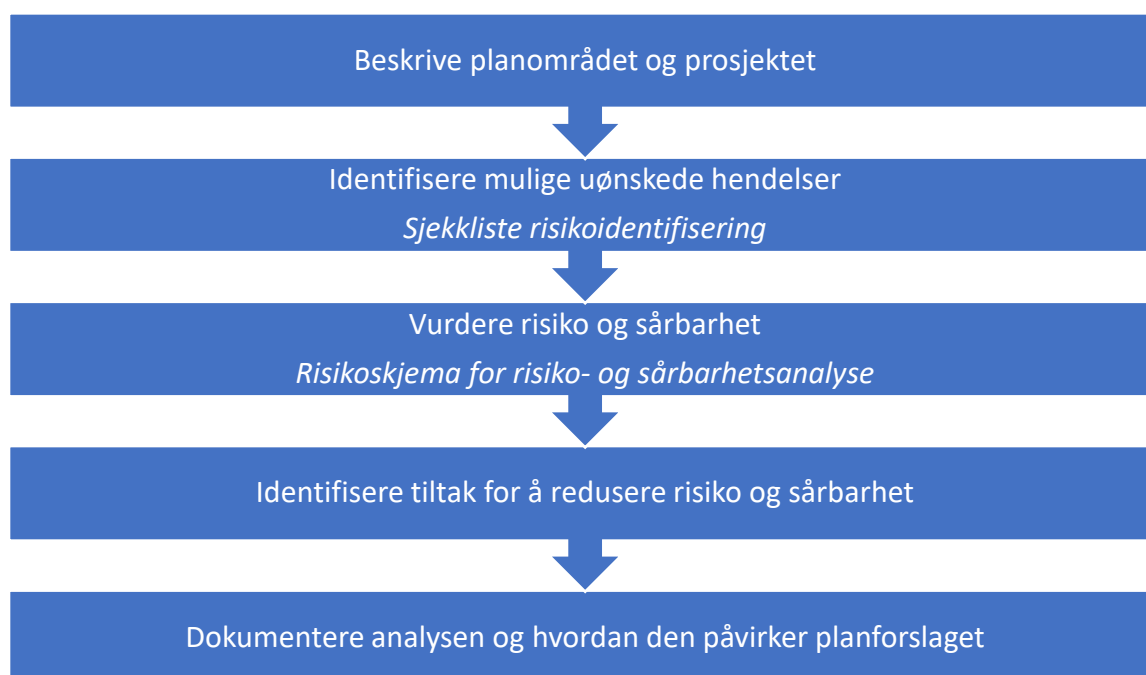 Beskrive planområdet og prosjektet
Identifisere mulige uønskede hendelser
Sjekkliste risikoidentifisering
Vurdere risiko og sårbarhet
Risikoskjema for risiko- og sårbarhetsanalyse
Identifisere tiltak for å redusere risiko og sårbarhet
Dokumentere analysen og hvordan den påvirker planforslaget